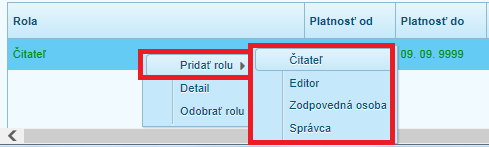 Rola Platnosť od Platnosť do
Čitateľ 09. 09. 9999
Pridať rolu
Detail
Odobrať rolu
Čitateľ
Editor
Zodpovedná osoba
Správca